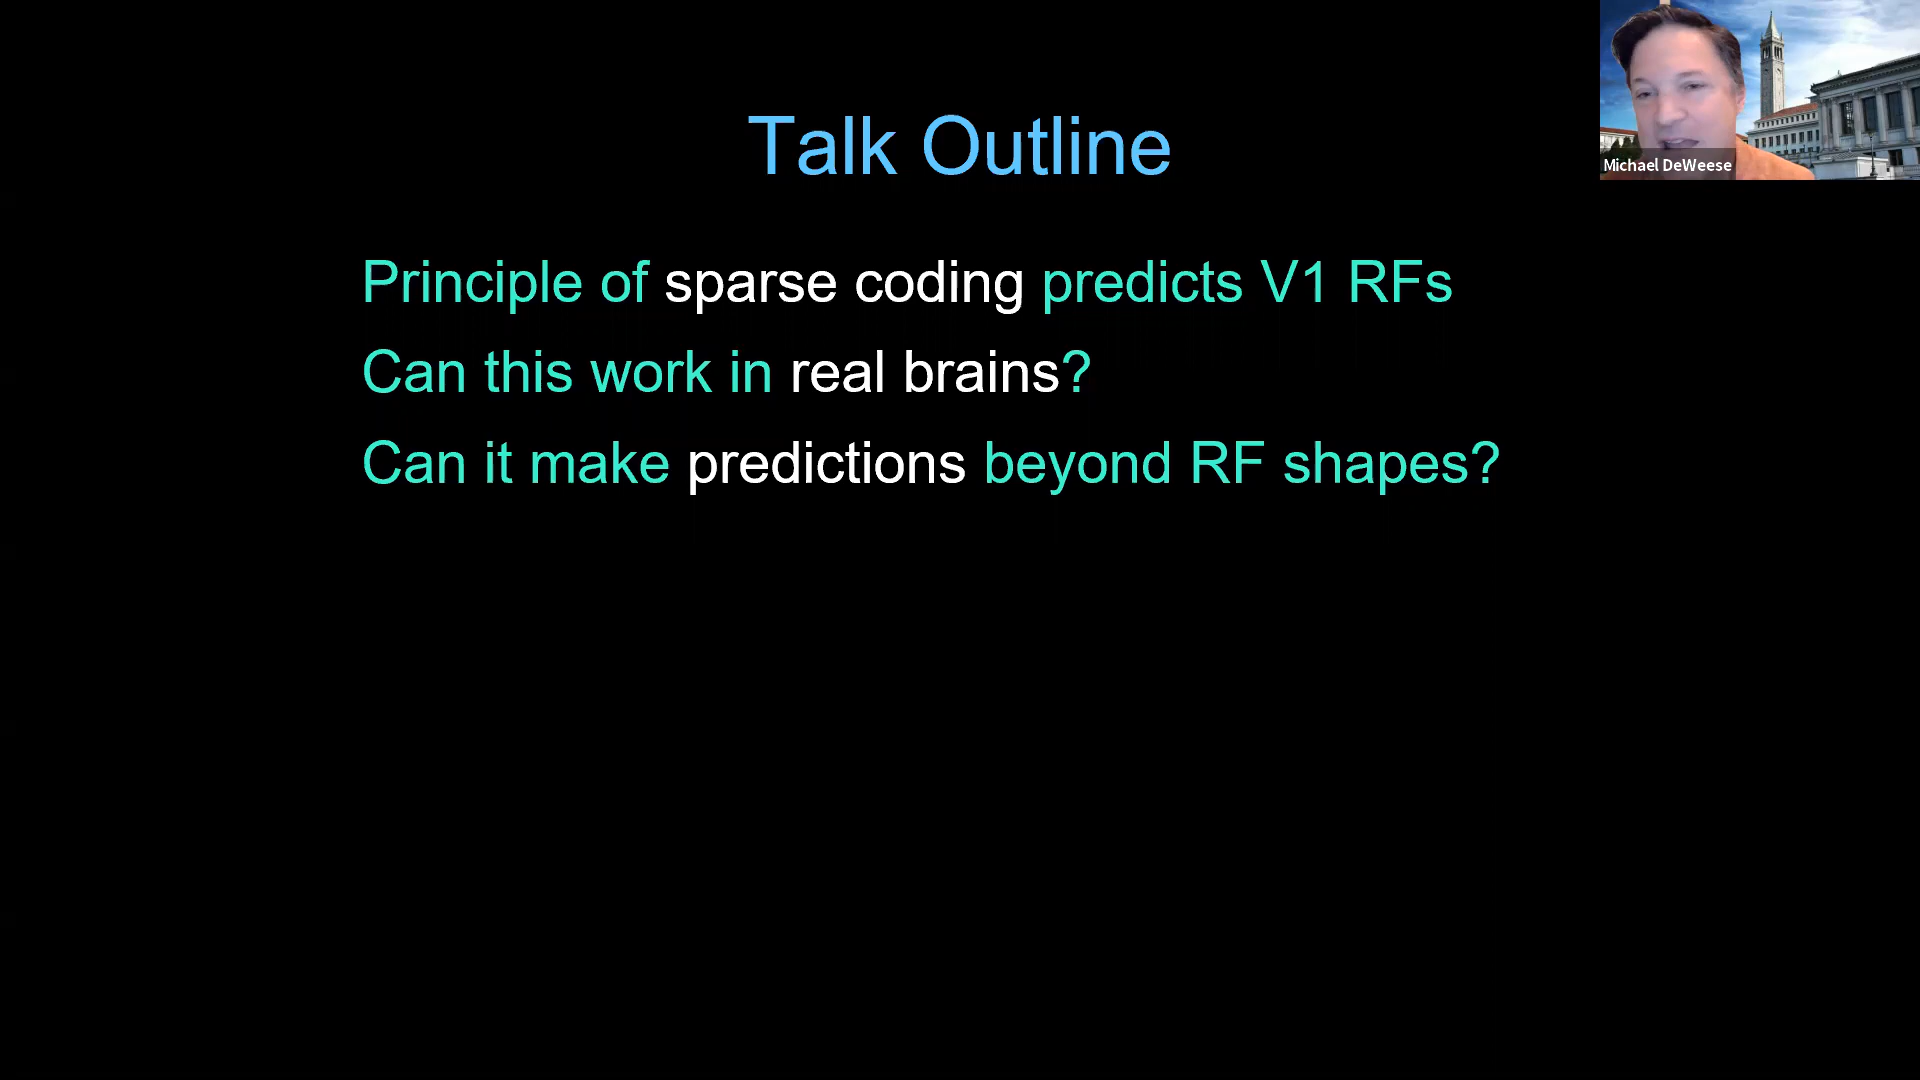 Talk Outline
Principle of sparse coding predicts V1 RFs
Can this work in real brains?
Can it make predictions beyond RF shapes?
Michael DeWeese